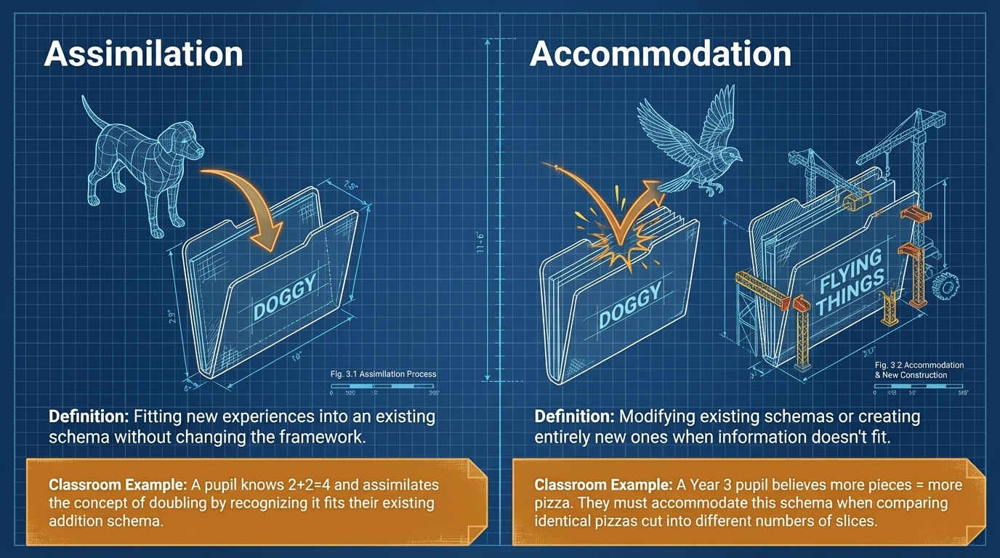 Assimilation
DOGGY
Fig. 3.1 Assimilation Process
Definition: Fitting new experiences into an existing
schema without changing the framework.
Classroom Example: A pupil knows 2+2=4 and assimilates
the concept of doubling by recognizing it fits their existing
addition schema.
11-6"
Accommodation
DOGGY
FLYING
THINGS
Fig. 3 2 Accommodation
& New Construction
Definition: Modifying existing schemas or creating
entirely new ones when information doesn't fit.
Classroom Example: A Year 3 pupil believes more pieces = more
pizza. They must accommodate this schema when comparing
identical pizzas cut into different numbers of slices.